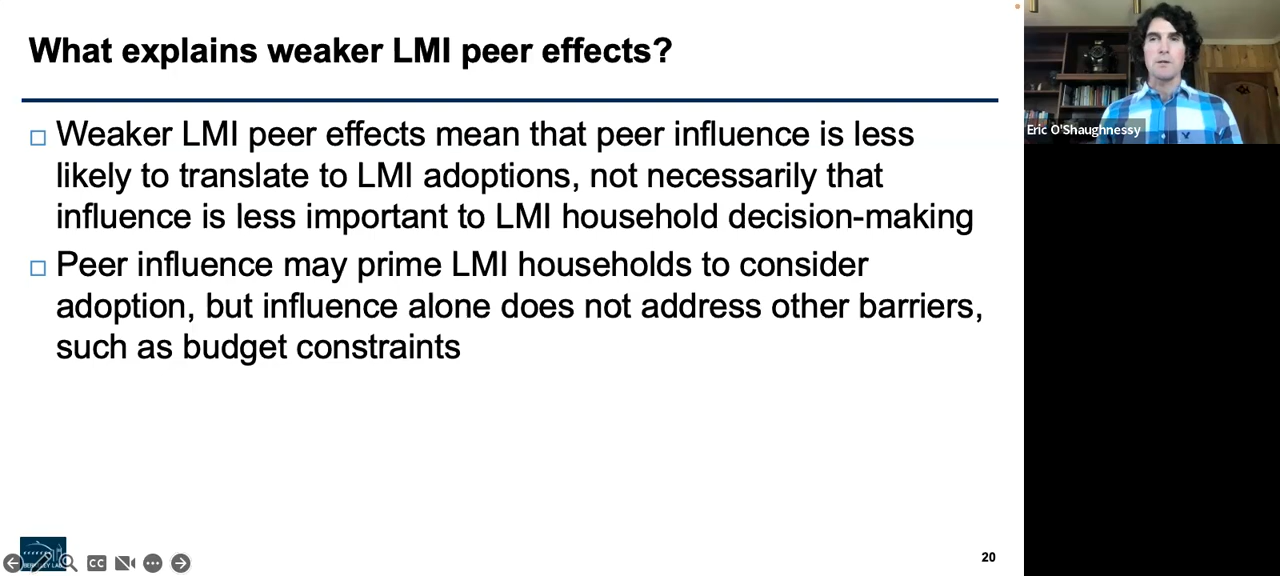 What explains weaker LMI peer effects?
Eric O'Shaughnessy
□ Weaker LMI peer effects mean that peer influence is less
likely to translate to LMI adoptions, not necessarily that
influence is less important to LMI household decision-making
□ Peer influence may prime LMI households to consider
adoption, but influence alone does not address other barriers,
such as budget constraints
CC
20